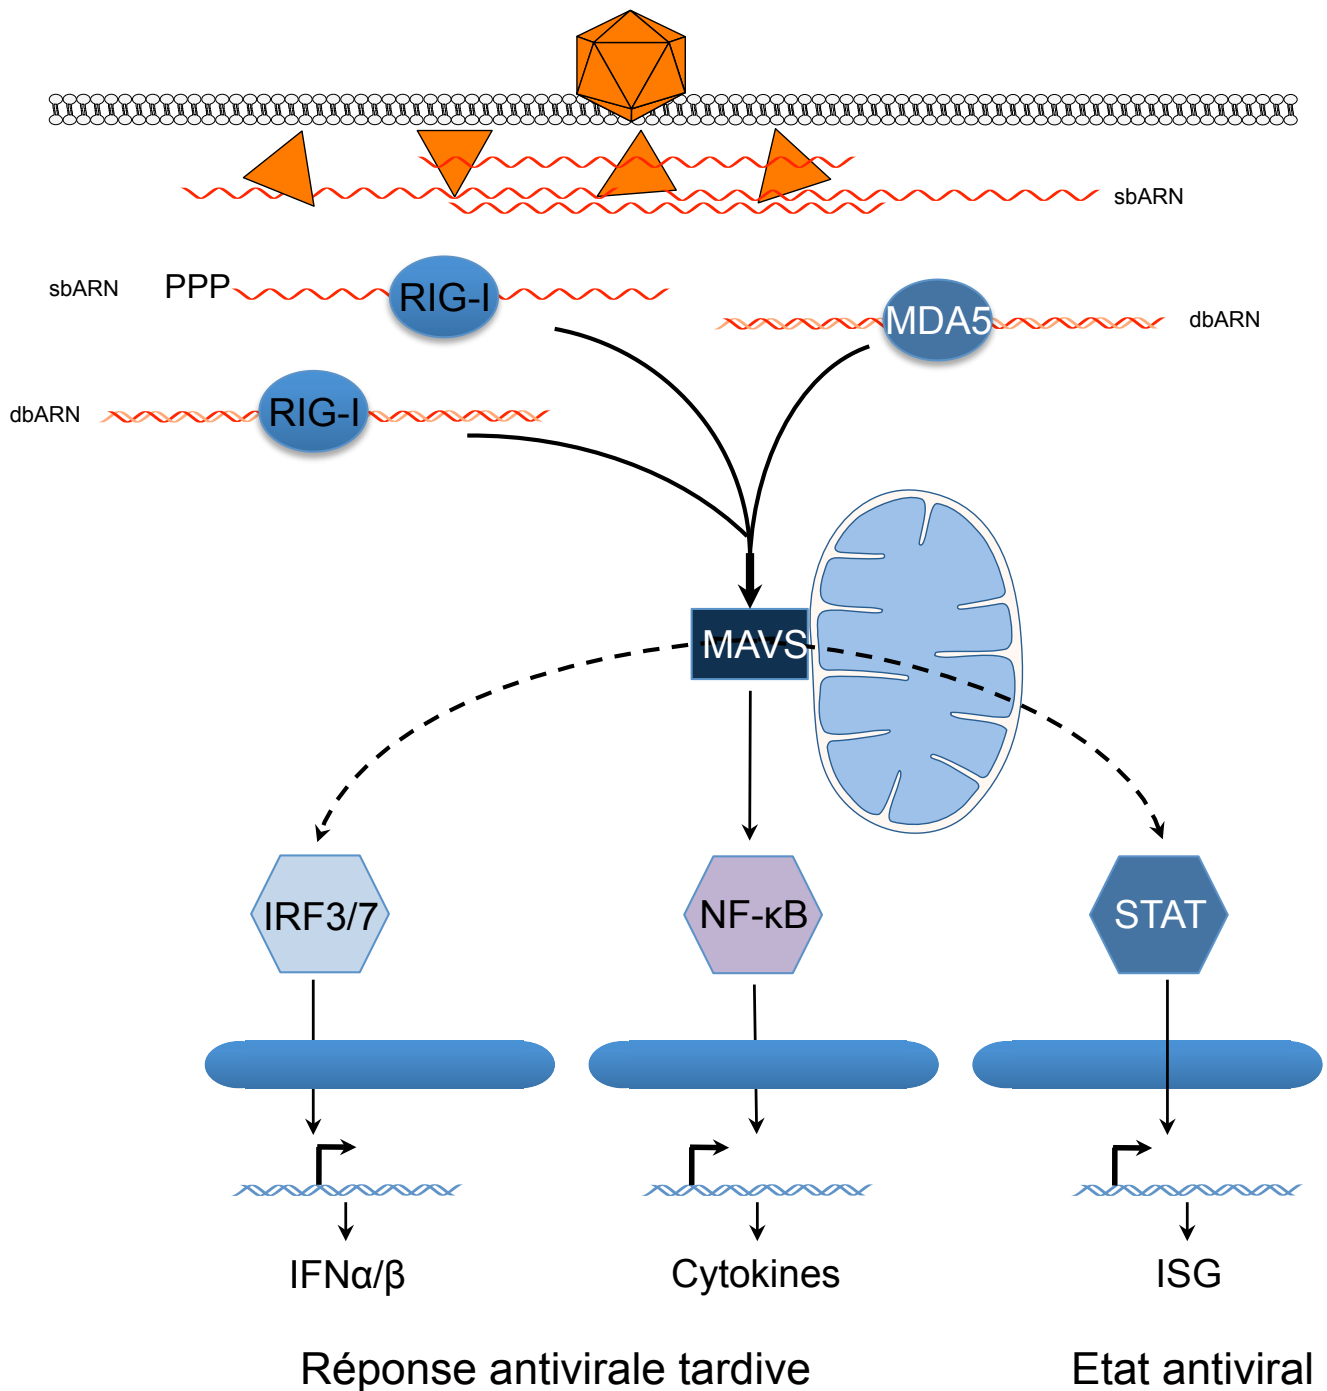 sbARN
sbARN
PPP
RIG-I
MDA5
dbARN
dbARN
RIG-I
MAVS
IRF3/7
NF-κB
STAT
IFNα/β
Cytokines
ISG
Réponse antivirale tardive
Etat antiviral